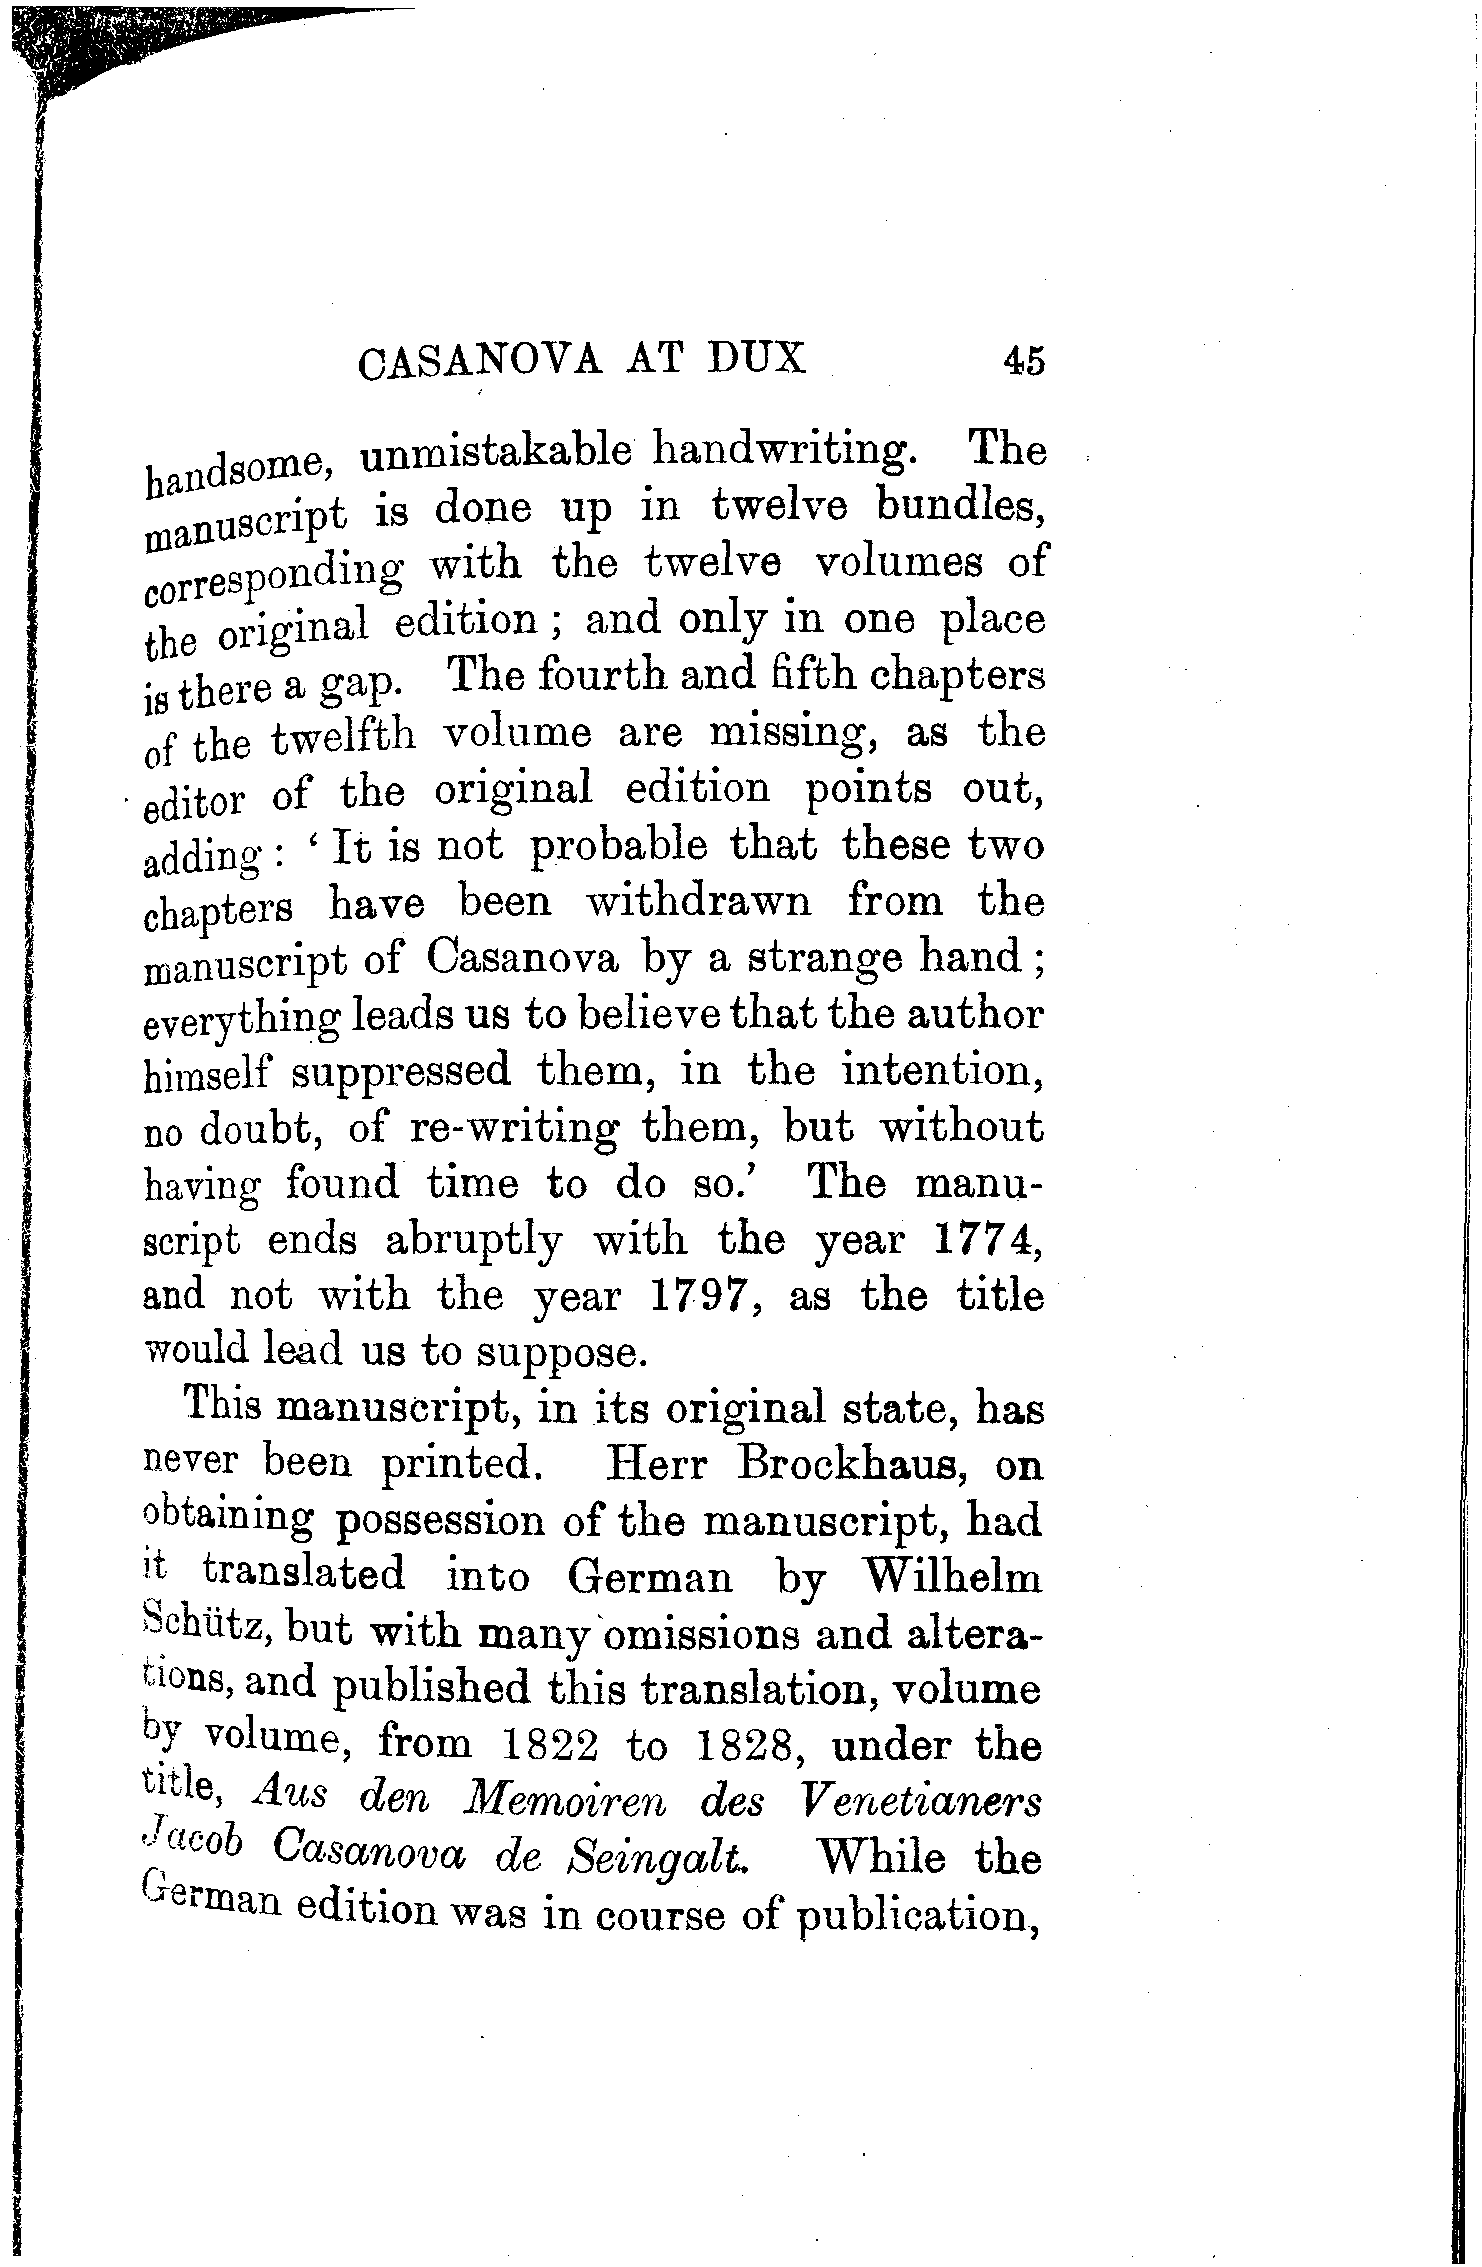 CASANOVA AT DUX 45
handsome, unmistakable handwriting. The
manuscript is done up in twelve bundles,
corresponding with the twelve volumes of
the original edition ; and only in one place
is there a gap. The fourth and fifth chapters
of the twelfth volume are missing, as the
editor of the original edition points out,
adding : ‘ It is not probable that these two
chapters have been withdrawn from the
manuscript of Casanova by a strange hand ;
everything leads us to believe that the author
himself suppressed them, in the intention,
no doubt, of re-writing them, but without
having found time to do so.’ The manu-
script ends abruptly with the year 1774,
and not with the year 1797, as the title
would lead us to suppose.
This manuscript, in its original state, has
never been printed. Herr Brockhaus, on
obtaining possession of the manuscript, had
it translated into German by Wilhelm
Schütz, but with many omissions and altera-
tions, and published this translation, volume
by volume, from 1822 to 1828, under the
title, Aus den Memoiren des Venetianers
Jacob Casanova de Seingalt. While the
German edition was in course of publication,